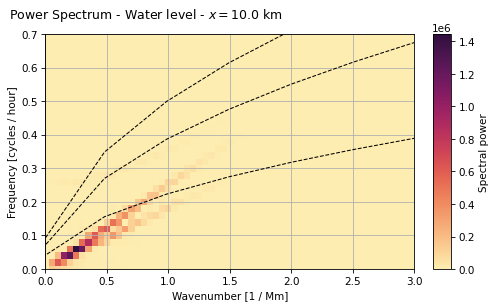 Power Spectrum - Water level - x = 10.0 km
1e6
0.7
0.6
0.5
0.4
0.3
0.2
0.1
0.0
Frequency [cycles / hour]
0.0 0.5 1.0 1.5 2.0 2.5 3.0
Wavenumber [1 / Mm]
1.4
1.2
1.0
0.8
0.6
0.4
0.2
0.0
Spectral power